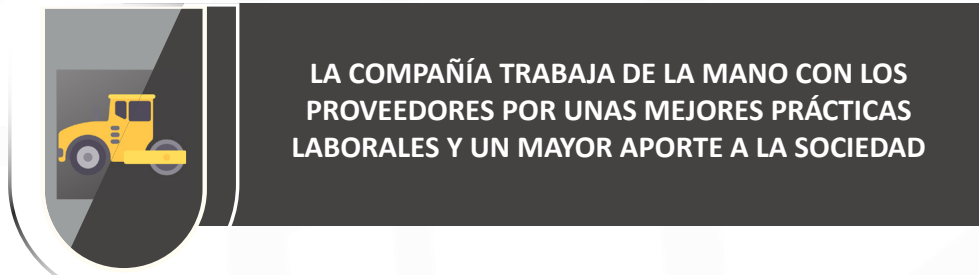 LA COMPAÑÍA TRABAJA DE LA MANO CON LOS
PROVEEDORES POR UNAS MEJORES PRÁCTICAS
LABORALES Y UN MAYOR APORTE A LA SOCIEDAD